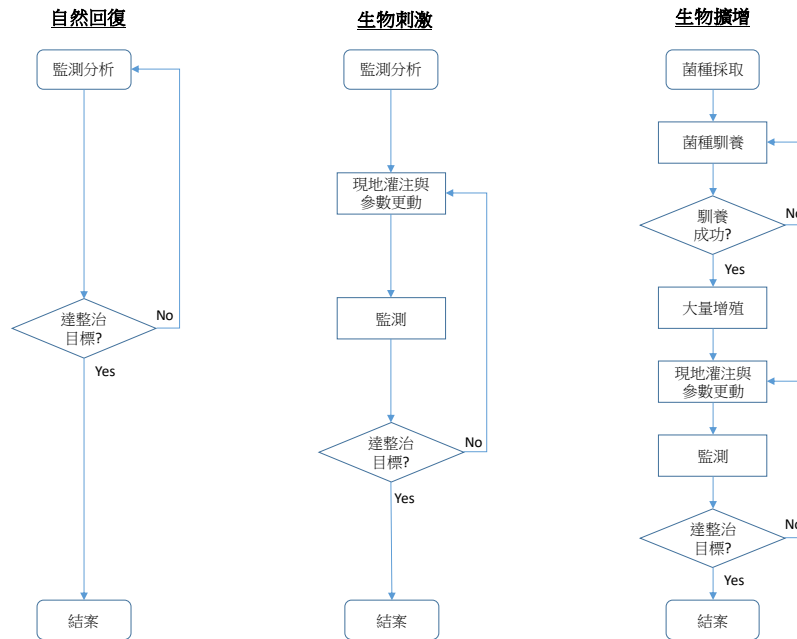 自然回復
監測分析
達整治
目標?
No
Yes
結案
生物刺激
監測分析
現地灌注與
參數更動
監測
達整治
目標?
No
Yes
結案
生物擴增
菌種採取
菌種馴養
馴養
成功?
No
Yes
大量增殖
現地灌注與
參數更動
監測
達整治
目標?
No
Yes
結案